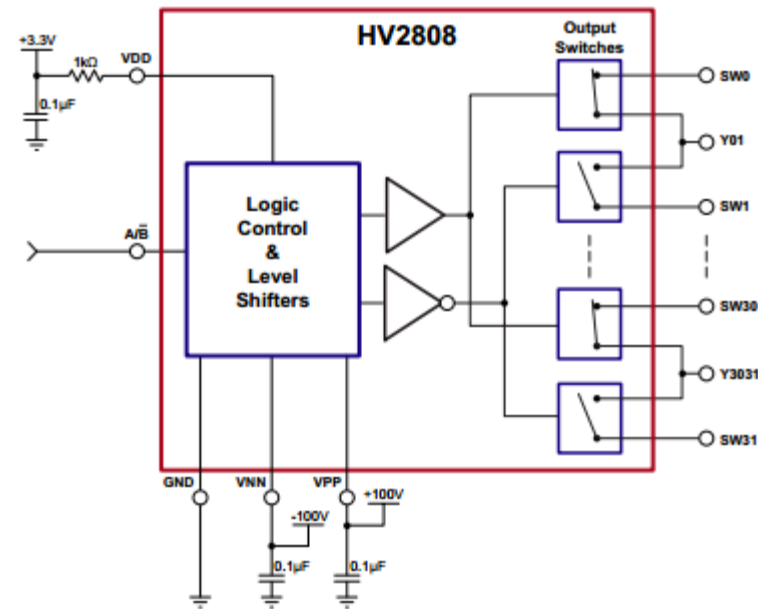 HV2808
Output
Switches
+3.3V
1kΩ
VDD
0.1µF
SW0
Y01
SW1
Logic
Control
&
Level
Shifters
A/B̅
SW30
Y3031
SW31
GND
VNN
VPP
-100V
+100V
0.1µF
0.1µF